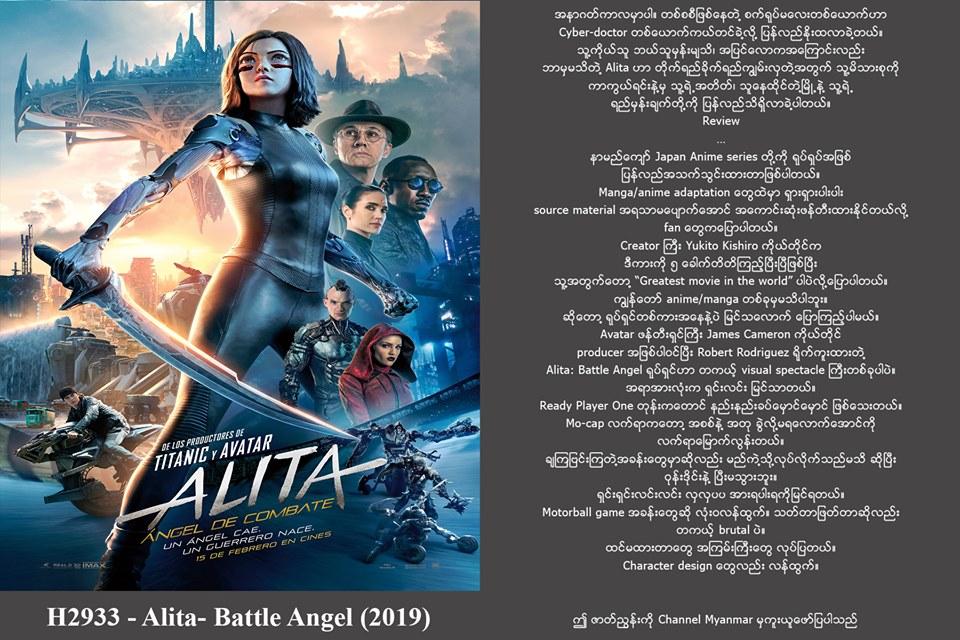 DE LOS PRODUCTORES DE
TITANIC Y AVATAR
ALITA
ÁNGEL DE COMBATE
UN ÁNGEL CAE.
UN GUERRERO NACE.
15 DE FEBRERO EN CINES
IMAX
H2933 - Alita- Battle Angel (2019)
အနာဂတ်ကာလမှာပါ။ တစ်စစီဖြစ်နေတဲ့ စက်ရုပ်မလေးတစ်ယောက်ဟာ
Cyber-doctor တစ်ယောက်ကယ်တင်ခဲ့လို့ ပြန်လည်နိုးထလာခဲ့တယ်။
သူ့ကိုယ်သူ ဘယ်သူမှန်းမျသိ၊ အပြင်လောကအကြောင်းလည်း
ဘာမှမသိတဲ့ Alita ဟာ တိုက်ရည်ခိုက်ရည်ကျွမ်းလှတဲ့အတွက် သူ့မိသားစုကို
ကာကွယ်ရင်းနဲ့မှ သူ့ရဲ့အတိတ်၊ သူနေထိုင်တဲ့မြို့နဲ့ သူ့ရဲ့
ရည်မှန်းချက်တို့ကို ပြန်လည်သိရှိလာခဲ့ပါတယ်။
Review
...
နာမည်ကျော် Japan Anime series တို့ကို ရုပ်ရှပ်အဖြစ်
ပြန်လည်အသက်သွင်းထားတာဖြစ်ပါတယ်။
Manga/anime adaptation တွေထဲမှာ ရှားရှားပါးပါး
source material အရသာမပျောက်အောင် အကောင်းဆုံးဖန်တီးထားနိုင်တယ်လို့
fan တွေကပြောပါတယ်။
Creator ကြီး Yukito Kishiro ကိုယ်တိုင်က
ဒီကားကို ၅ ခေါက်တိတိကြည့်ပြီးပြီဖြစ်ပြီး
သူ့အတွက်တော့ “Greatest movie in the world” ပါပဲလို့ပြောပါတယ်။
ကျွန်တော် anime/manga တစ်ခုမှမသိပါဘူး။
ဆိုတော့ ရုပ်ရှင်တစ်ကားအနေနဲ့ပဲ မြင်သလောက် ပြောကြည့်ပါမယ်။
Avatar ဖန်တီးရှင်ကြီး James Cameron ကိုယ်တိုင်
producer အဖြစ်ပါဝင်ပြီး Robert Rodriguez ရိုက်ကူးထားတဲ့
Alita: Battle Angel ရုပ်ရှင်ဟာ တကယ့် visual spectacle ကြီးတစ်ခုပါပဲ။
အရာအားလုံးက ရှင်းလင်း မြင်သာတယ်။
Ready Player One တုန်းကတောင် နည်းနည်းခပ်မှောင်မှောင် ဖြစ်သေးတယ်။
Mo-cap လက်ရာကတော့ အစစ်နဲ့ အတု ခွဲလို့မရလောက်အောင်ကို
လက်ရာမြောက်လွန်းတယ်။
ချကြပြင်းကြတဲ့အခန်းတွေမှာဆိုလည်း မည်ကဲ့သို့လုပ်လိုက်သည်မသိ ဆိုပြီး
ဝုန်းဒိုင်းနဲ့ ပြီးမသွားဘူး။
ရှင်းရှင်းလင်းလင်း လှလှပပ အားရပါးရကိုမြင်ရတယ်။
Motorball game အခန်းတွေဆို လုံးဝလန်ထွက်။ သတ်တာဖြတ်တာဆိုလည်း
တကယ့် brutal ပဲ။
ထင်မထားတာတွေ အကြမ်းကြီးတွေ လုပ်ပြတယ်။
Character design တွေလည်း လန်ထွက်။
ဤ ဇာတ်ညွှန်းကို Channel Myanmar မှကူးယူဖော်ပြပါသည်